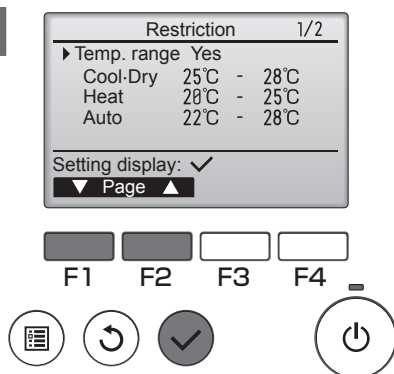 Restriction 1/2
Temp. range Yes
Cool·Dry 25℃ - 28℃
Heat 20℃ - 25℃
Auto 22℃ - 28℃
Setting display: ✓
▼ Page ▲
F1 F2 F3 F4